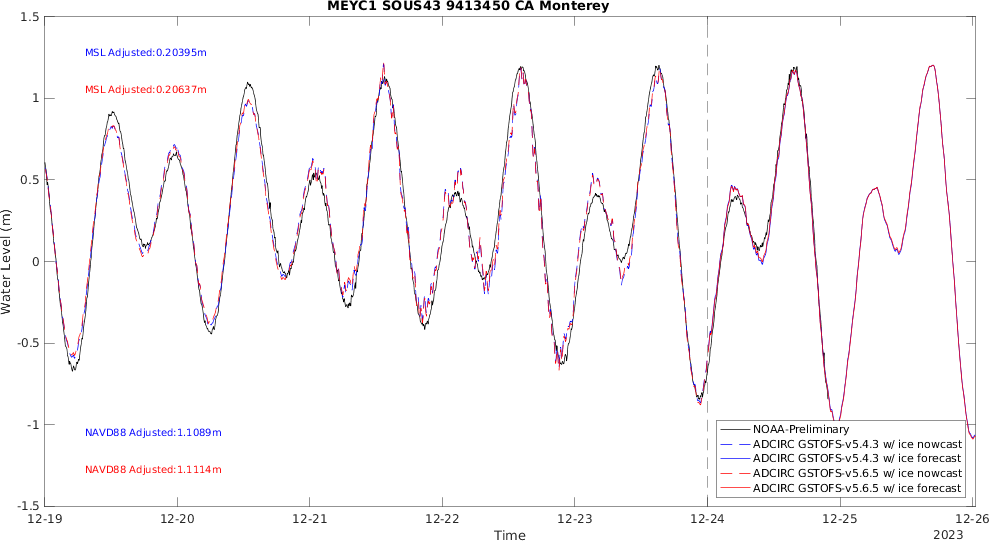 MEYC1 SOUS43 9413450 CA Monterey
1.5
1
0.5
0
-0.5
-1
-1.5
Water Level (m)
MSL Adjusted:0.20395m
MSL Adjusted:0.20637m
NAVD88 Adjusted:1.1089m
NAVD88 Adjusted:1.1114m
NOAA-Preliminary
ADCIRC GSTOFS-v5.4.3 w/ ice nowcast
ADCIRC GSTOFS-v5.4.3 w/ ice forecast
ADCIRC GSTOFS-v5.6.5 w/ ice nowcast
ADCIRC GSTOFS-v5.6.5 w/ ice forecast
12-19 12-20 12-21 12-22 12-23 12-24 12-25 12-26
Time
2023